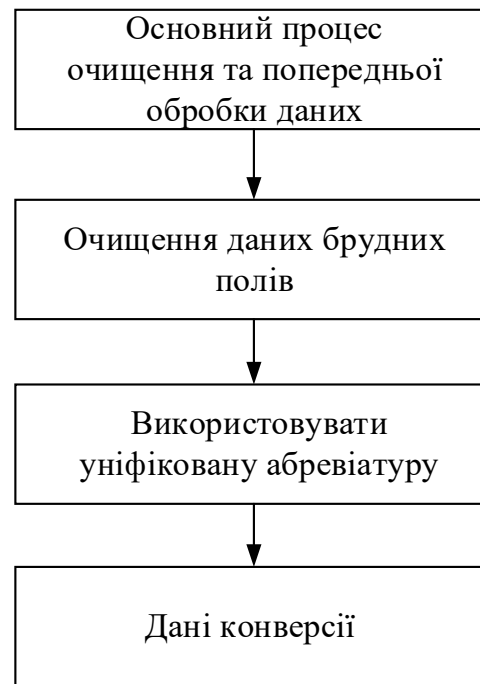 Основний процес
очищення та попередньої
обробки даних
Очищення даних брудних
полів
Використовувати
уніфіковану абревіатуру
Дані конверсії